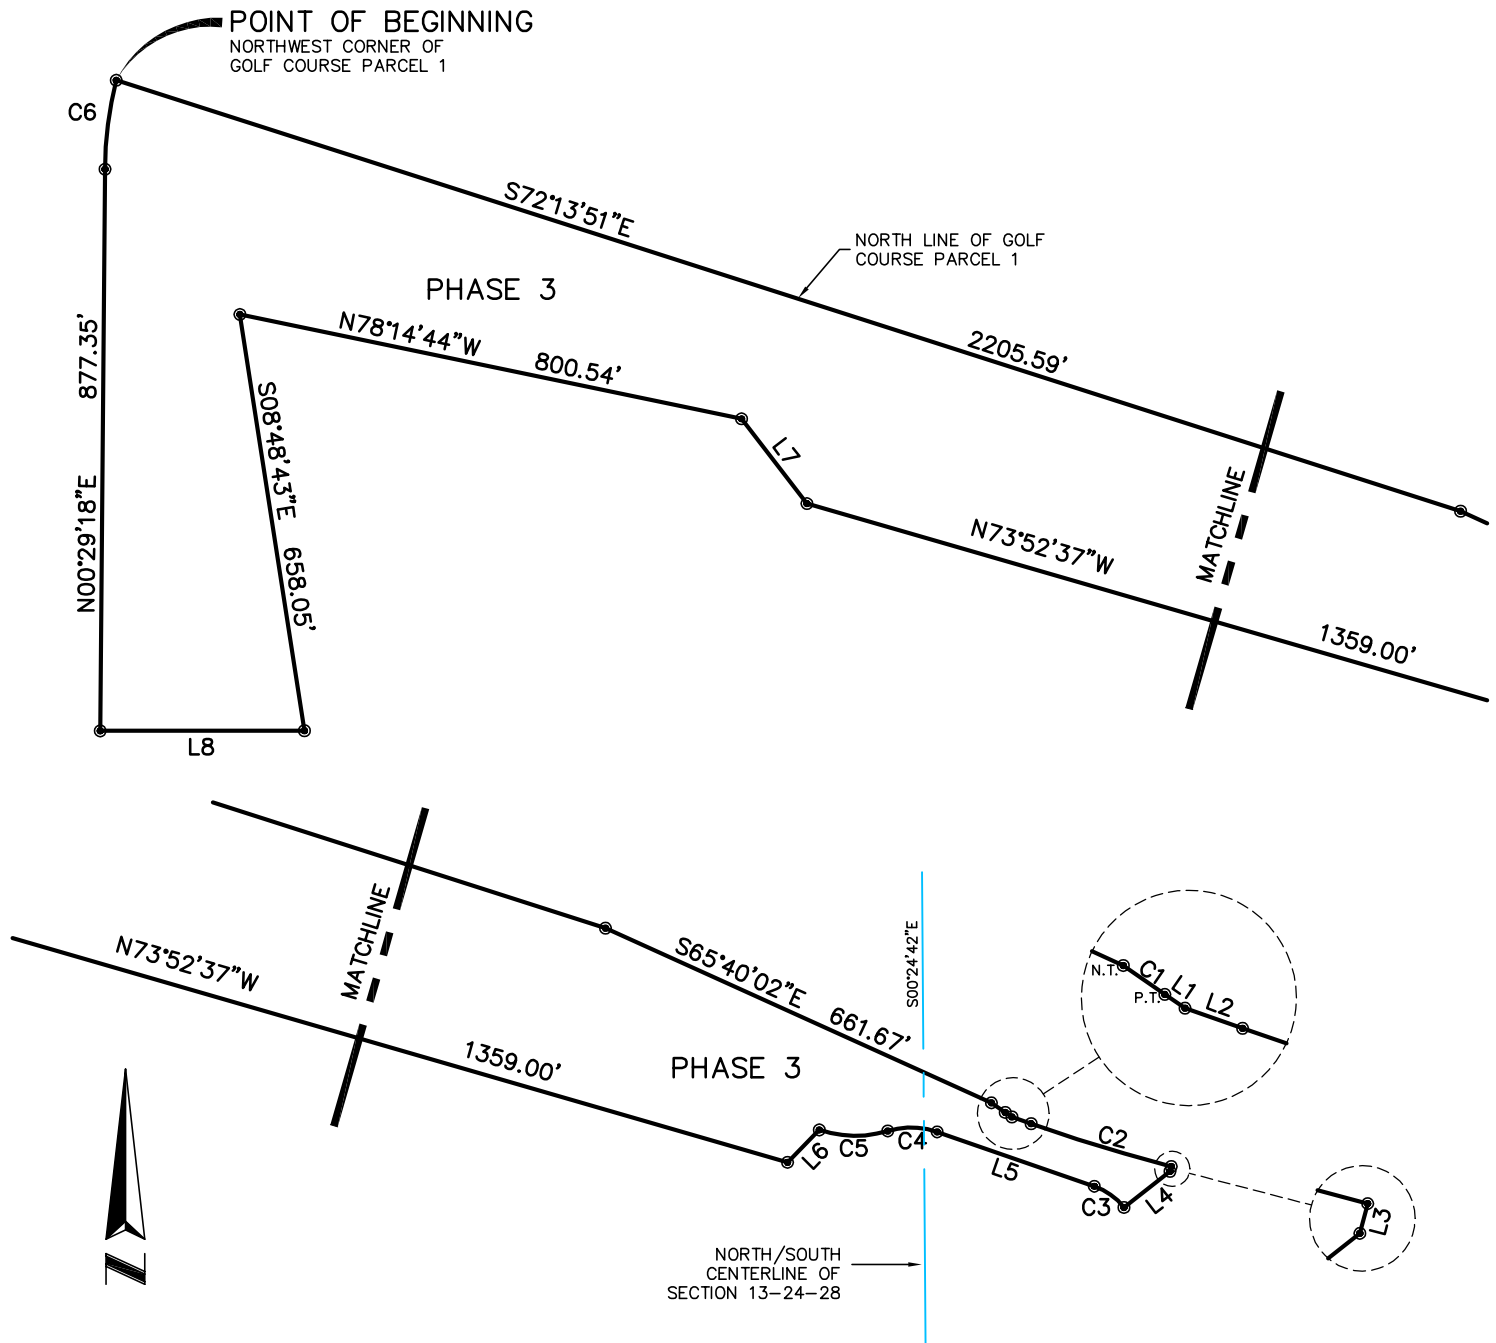 POINT OF BEGINNING
NORTHWEST CORNER OF
GOLF COURSE PARCEL 1
C6
S72°13'51"E
NORTH LINE OF GOLF
COURSE PARCEL 1
PHASE 3
N78°14'44"W
800.54'
2205.59'
877.35'
N00°29'18"E
S08°48'43"E 658.05'
L7
MATCHLINE
N73°52'37"W
1359.00'
L8
MATCHLINE
N73°52'37"W
1359.00'
S65°40'02"E
661.67'
S00°24'42"E
PHASE 3
N.T.
C1
P.T.
L1
L2
C2
L6
C5
C4
L5
C3
L4
L3
NORTH/SOUTH
CENTERLINE OF
SECTION 13-24-28
N